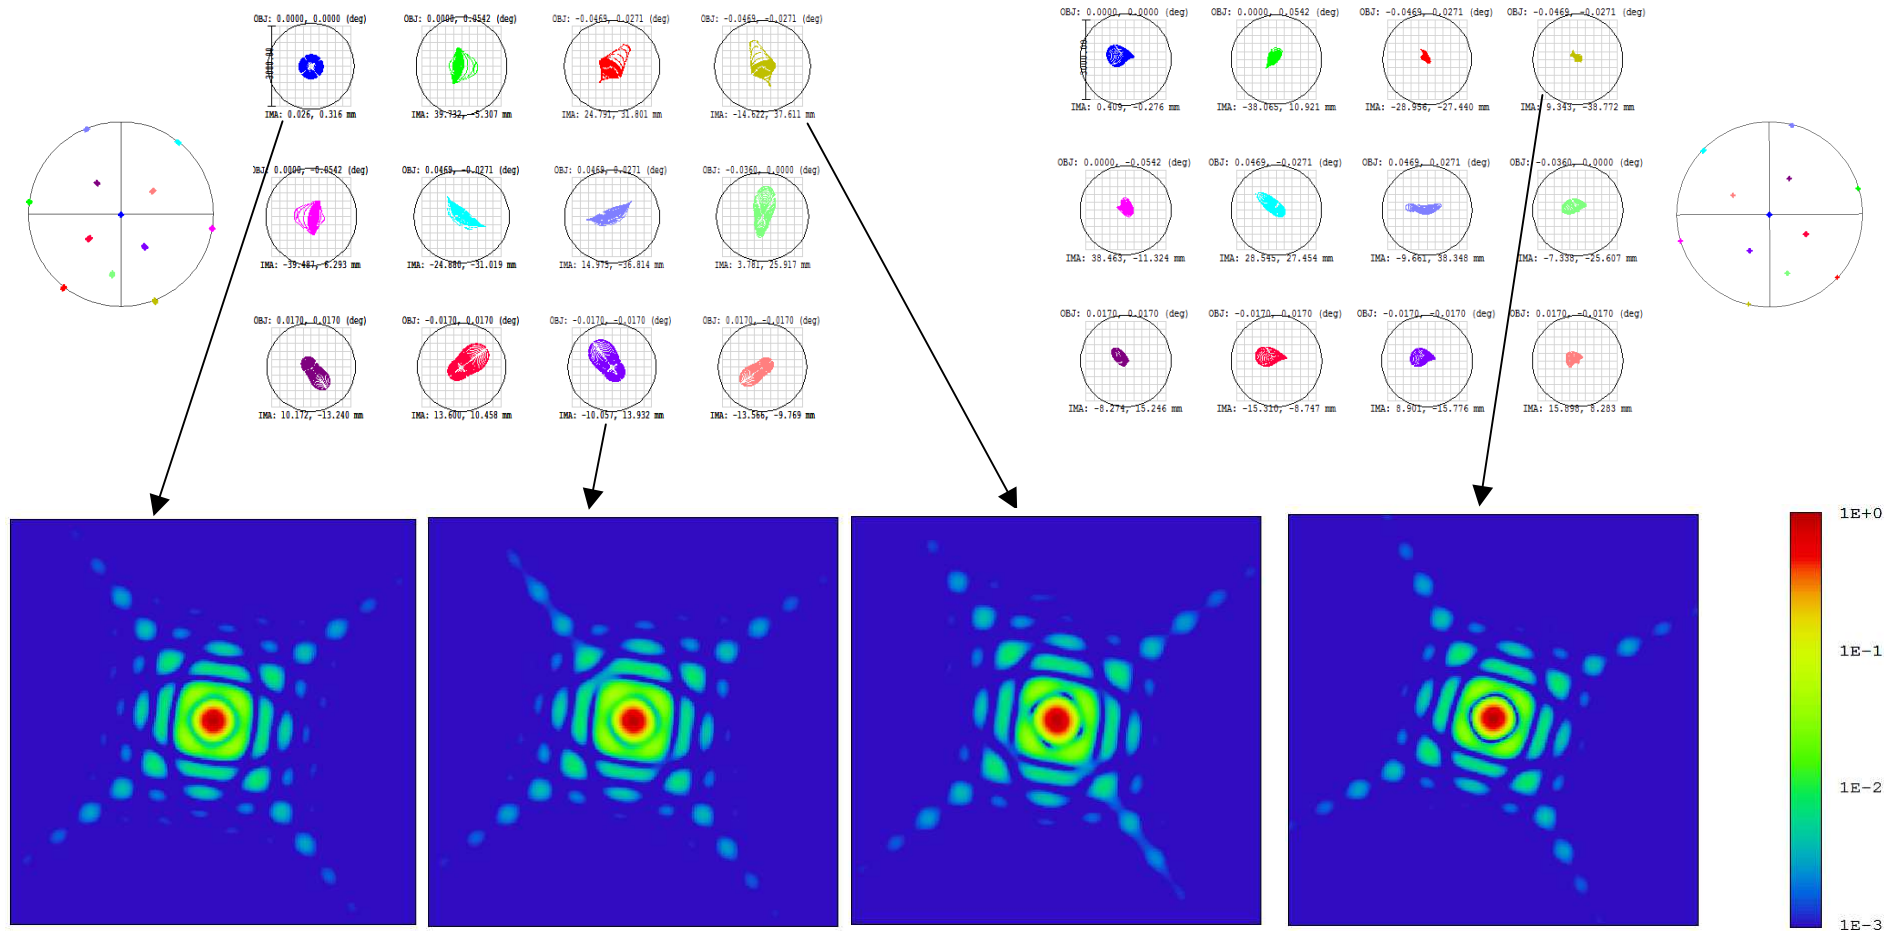 OBJ: 0.0000, 0.0000 (deg)
OBJ: 0.0000, 0.0542 (deg)
OBJ: -0.0469, 0.0271 (deg)
OBJ: -0.0469, -0.0271 (deg)
IMA: 0.026, 0.316 mm
IMA: 39.732, -5.307 mm
IMA: 24.791, 31.801 mm
IMA: -14.622, 37.611 mm
OBJ: 0.0000, -0.0542 (deg)
OBJ: 0.0469, -0.0271 (deg)
OBJ: 0.0469, 0.0271 (deg)
OBJ: -0.0360, 0.0000 (deg)
IMA: -39.487, 6.293 mm
IMA: -24.880, -31.019 mm
IMA: 14.975, -36.814 mm
IMA: 3.781, 25.917 mm
OBJ: 0.0170, 0.0170 (deg)
OBJ: -0.0170, 0.0170 (deg)
OBJ: -0.0170, -0.0170 (deg)
OBJ: 0.0170, -0.0170 (deg)
IMA: 10.172, -13.240 mm
IMA: 13.600, 10.458 mm
IMA: -10.057, 13.932 mm
IMA: -13.566, -9.769 mm
OBJ: 0.0000, 0.0000 (deg)
OBJ: 0.0000, 0.0542 (deg)
OBJ: -0.0469, 0.0271 (deg)
OBJ: -0.0469, -0.0271 (deg)
3000.00
IMA: 0.409, -0.276 mm
IMA: -38.065, 10.921 mm
IMA: -28.956, -27.440 mm
IMA: 9.343, -38.772 mm
OBJ: 0.0000, -0.0542 (deg)
OBJ: 0.0469, -0.0271 (deg)
OBJ: 0.0469, 0.0271 (deg)
OBJ: -0.0360, 0.0000 (deg)
IMA: 38.463, -11.324 mm
IMA: 28.545, 27.454 mm
IMA: -9.661, 38.348 mm
IMA: -7.338, -25.607 mm
OBJ: 0.0170, 0.0170 (deg)
OBJ: -0.0170, 0.0170 (deg)
OBJ: -0.0170, -0.0170 (deg)
OBJ: 0.0170, -0.0170 (deg)
IMA: -8.274, 15.246 mm
IMA: -15.310, -8.747 mm
IMA: 8.901, -15.776 mm
IMA: 15.898, 8.283 mm
1E+0
1E-1
1E-2
1E-3